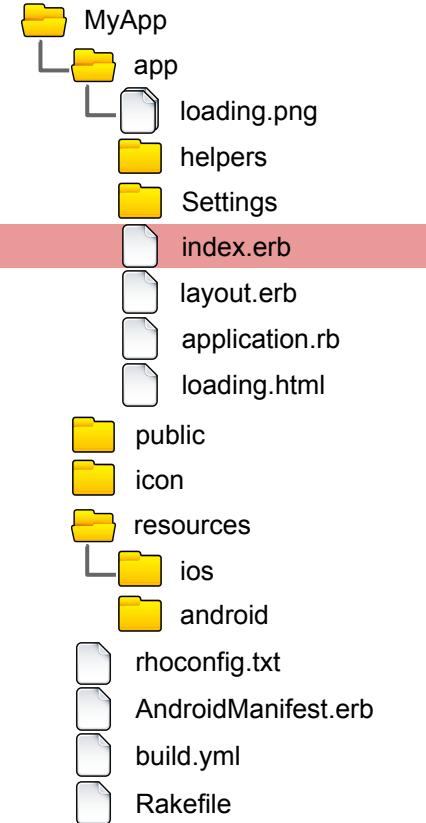 MyApp
app
loading.png
helpers
Settings
index.erb
layout.erb
application.rb
loading.html
public
icon
resources
ios
android
rhoconfig.txt
AndroidManifest.erb
build.yml
Rakefile